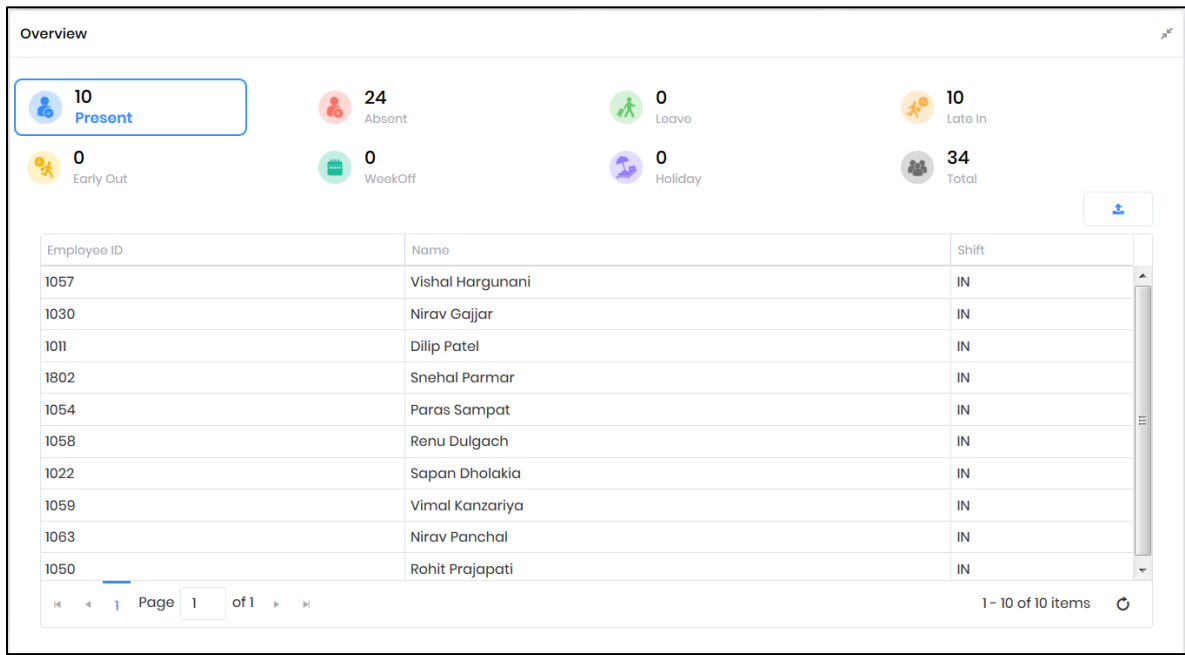 Overview
10
Present
24
Absent
0
Leave
10
Late In
0
Early Out
0
WeekOff
0
Holiday
34
Total
Employee ID Name Shift
1057 Vishal Hargunani IN
1030 Nirav Gajjar IN
1011 Dilip Patel IN
1802 Snehal Parmar IN
1054 Paras Sampat IN
1058 Renu Dulgach IN
1022 Sapan Dholakia IN
1059 Vimal Kanzariya IN
1063 Nirav Panchal IN
1050 Rohit Prajapati IN
1 Page 1 of 1 1 - 10 of 10 items